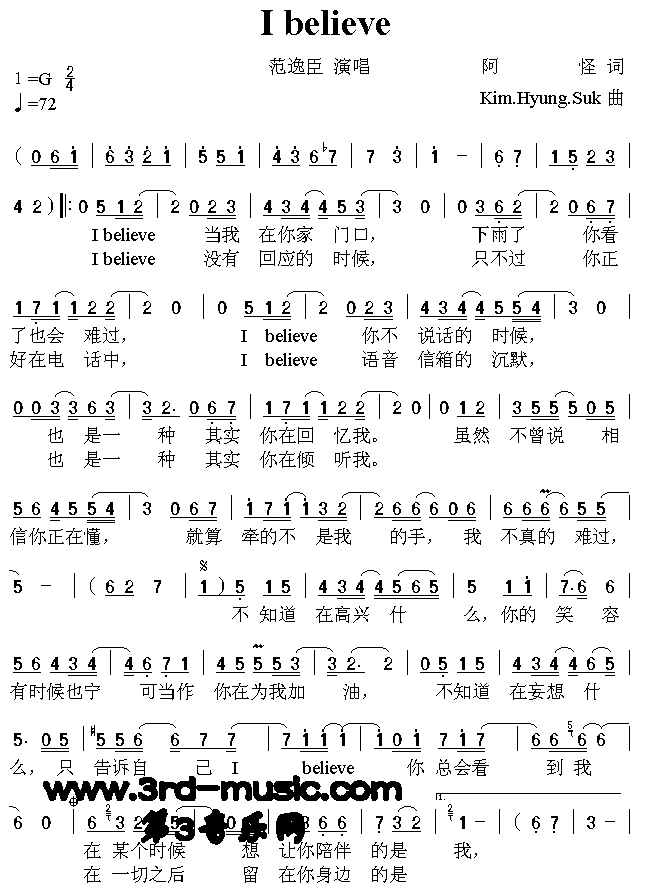 I believe
范逸臣 演唱 阿 怪 词
1 =G 2/4
♩=72
Kim.Hyung.Suk 曲
( 0 6 1 | 6 3 2 1 | 5 5 1 | 4 3 6 ♭7 | 7 3 | 1 - | 6 7 | 1 5 2 3 |
4 2 ) ‖: 0 5 1 2 | 2 0 2 3 | 4 3 4 4 5 3 | 3 0 | 0 3 6 2 | 2 0 6 7 |
I believe 当我 在你家 门口, 下雨了 你看
I believe 没有 回应的 时候, 只不过 你正
1 7 1 1 2 2 | 2 0 | 0 5 1 2 | 2 0 2 3 | 4 3 4 5 5 5 4 | 3 0 |
了也会 难过, I believe 你不 说话的 时候,
好在电 话中, I believe 语音 信箱的 沉默,
0 0 3 3 6 3 | 3 2· 0 6 7 | 1 7 1 1 2 2 | 2 0 | 0 1 2 | 3 5 5 5 0 5 |
也 是一 种 其实 你在回 忆我。 虽然 不曾说 相
也 是一 种 其实 你在倾 听我。
5 6 4 5 5 4 | 3 0 6 7 | 1 7 1 1 3 2 | 2 6 6 6 0 6 | 6 6 6 6 5 5 |
信你正在懂, 就算 牵的不 是我 的手, 我 不真的 难过,
5 - | ( 6 2 7 | 1 ) 5 1 5 | 4 3 4 4 5 6 5 | 5 1 1 | 7·6 6 |
不 知道 在高兴 什 么,你的 笑 容
5 6 4 3 4 | 4 6 7 1 | 4 5 5 5 3 3 | 3 2· 2 | 0 5 1 5 | 4 3 4 4 6 5 |
有时候也宁 可当作 你在为我加 油, 不知道 在妄想 什
5· 0 5 | #5 5 6 6 7 7 | 7 1 1 1 | 1 0 1 0 | 7 1 1 | 2 6 6 |
么, 只 告诉自 己 I believe 你 总会看 到我
www.3rd-music.com
1.
第3音乐网
在 某个时候 想 让你陪伴 的是 我,
在 一切之后 留 在你身边 的是